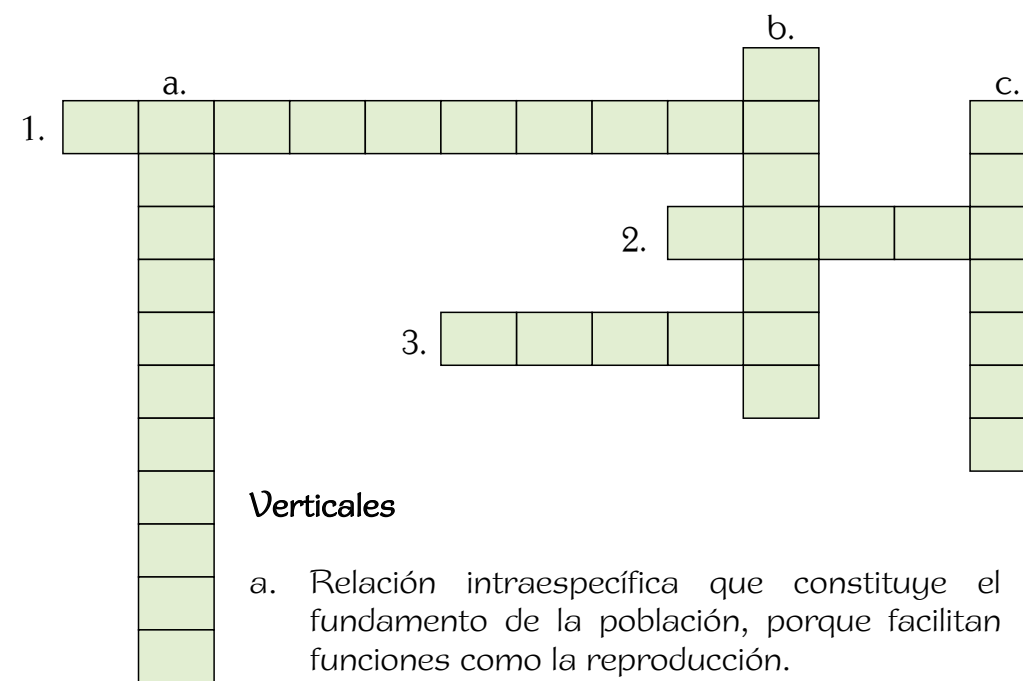 b.
a.
c.
1.
2.
3.
Verticales
a. Relación intraespecífica que constituye el
fundamento de la población, porque facilitan
funciones como la reproducción.